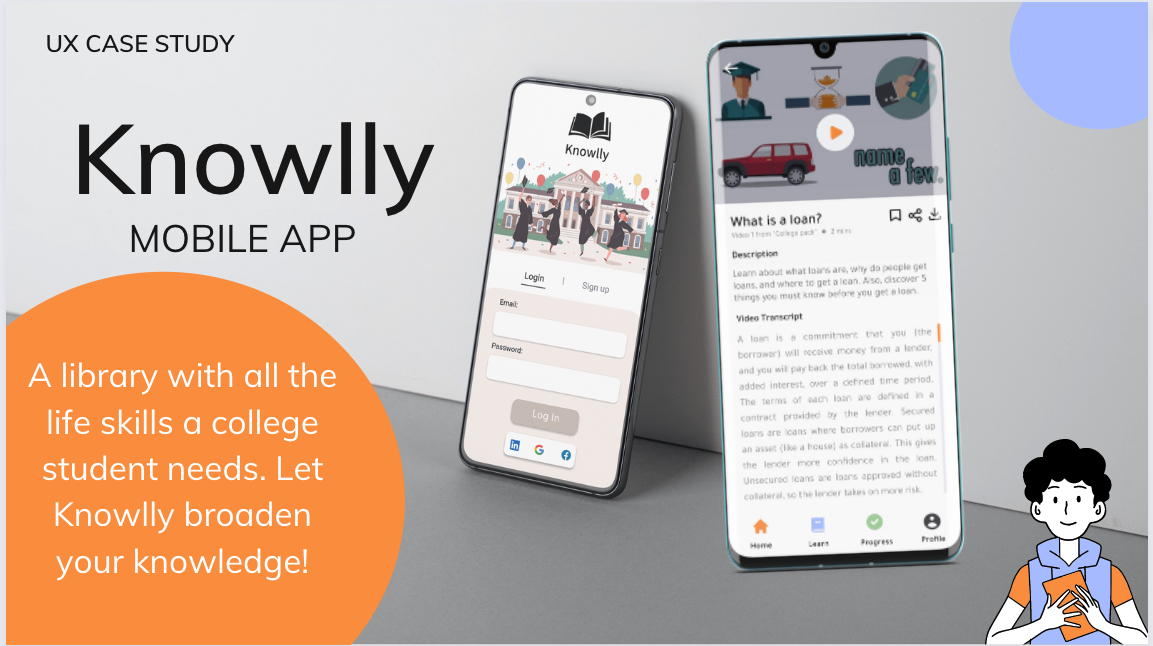 UX CASE STUDY
Knowlly
MOBILE APP
A library with all the
life skills a college
student needs. Let
Knowlly broaden
your knowledge!
Knowlly
Login | Sign up
Email:
Password:
Log In
name
a few.
What is a loan?
Video 1 from "College pack" • 2 mins
Description
Learn about what loans are, why do people get
loans, and where to get a loan. Also, discover 5
things you must know before you get a loan.
Video Transcript
A loan is a commitment that you (the
borrower) will receive money from a lender,
and you will pay back the total borrowed, with
added interest, over a defined time period.
The terms of each loan are defined in a
contract provided by the lender. Secured
loans are loans where borrowers can put up
an asset (like a house) as collateral. This gives
the lender more confidence in the loan.
Unsecured loans are loans approved without
collateral, so the lender takes on more risk.
Home Learn Progress Profile